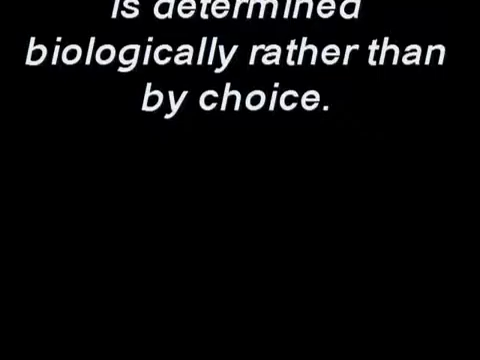 is determined
biologically rather than
by choice.